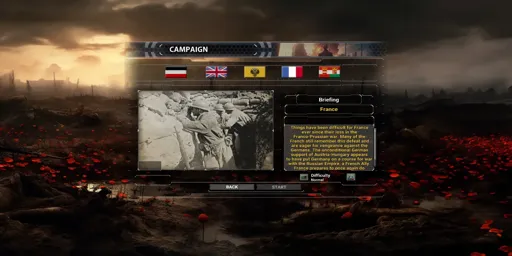 CAMPAIGN
Briefing
France
Things have been difficult for France
ever since their loss in the
Franco-Prussian war. Many of the
French still remember this defeat and
are eager for vengeance against the
Germans. The unconditional German
support of Austria-Hungary appears
to have put Germany on a course for war
with the Russian Empire, a French Ally.
France prepares to once again do
BACK
START
Difficulty
Normal